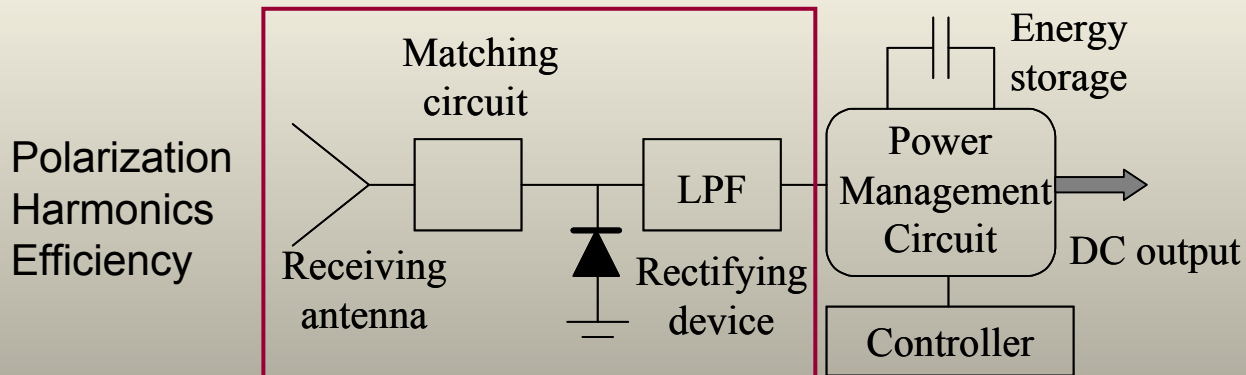 Polarization
Harmonics
Efficiency
Matching
circuit
Receiving
antenna
LPF
Rectifying
device
Energy
storage
Power
Management
Circuit
DC output
Controller